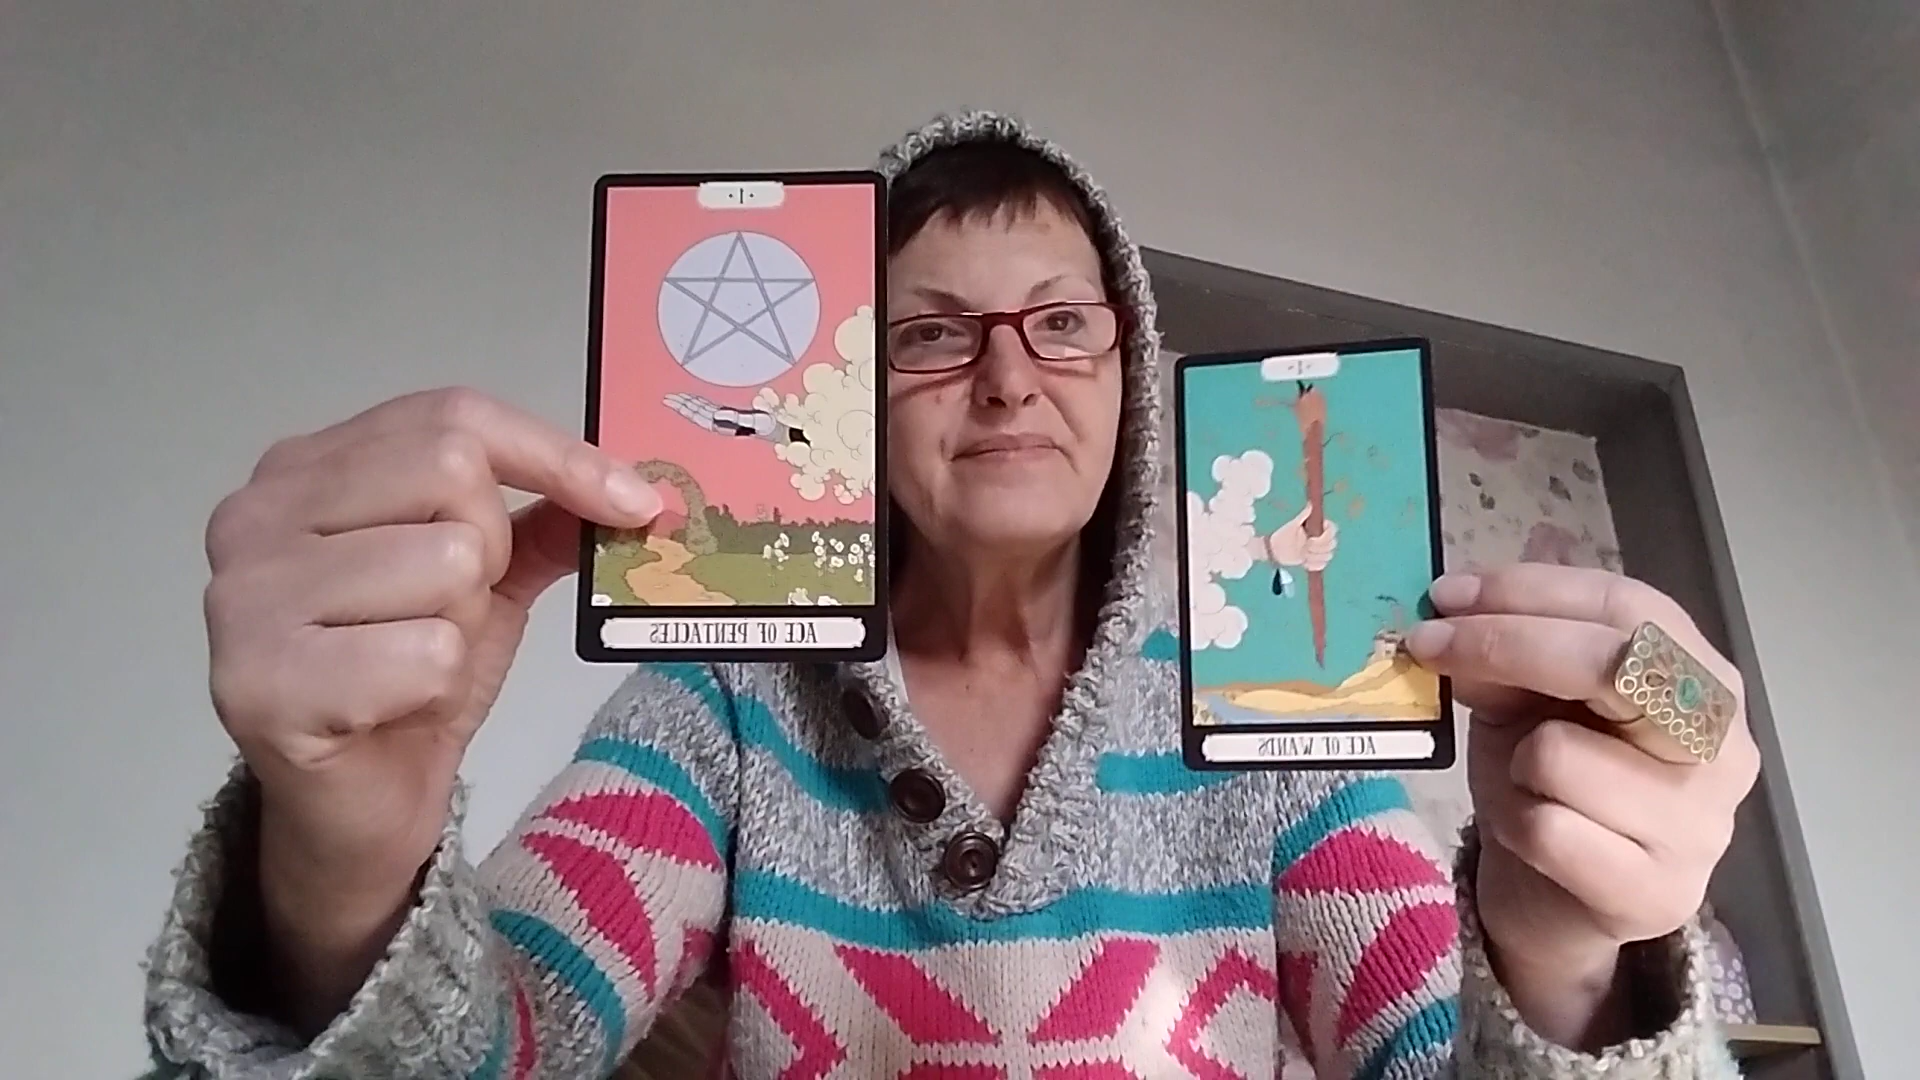 ·1·
ACE OF PENTACLES
·1·
ACE OF WANDS